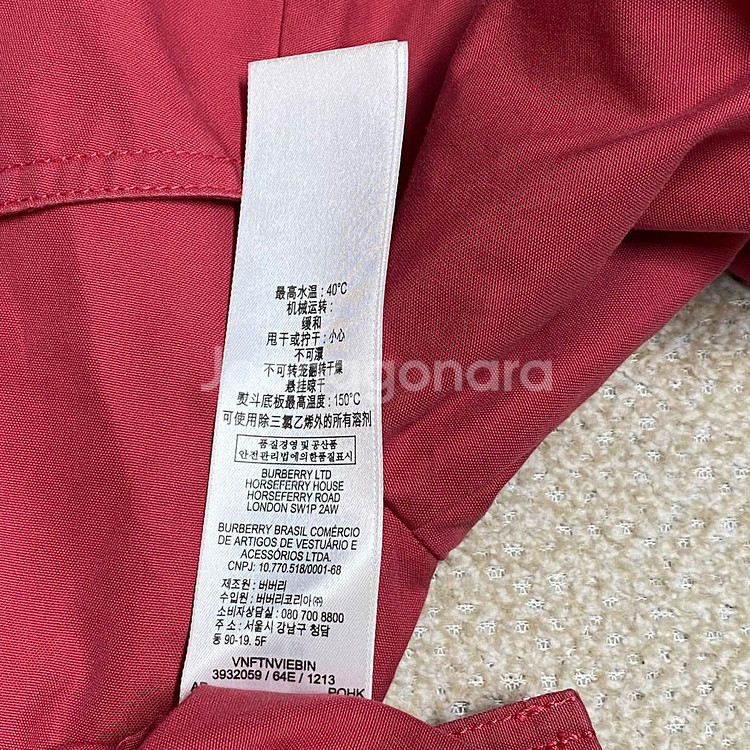 最高水温 : 40°C
机械运转 :
缓和
甩干或拧干 : 小心
不可漂
不可转笼翻转干燥
悬挂晾干
熨斗底板最高温度 : 150°C
可使用除三氯乙烯外的所有溶剂
품질경영 및 공산품
안전관리법에의한품질표시
BURBERRY LTD
HORSEFERRY HOUSE
HORSEFERRY ROAD
LONDON SW1P 2AW
BURBERRY BRASIL COMÉRCIO
DE ARTIGOS DE VESTUÁRIO E
ACESSÓRIOS LTDA.
CNPJ: 10.770.518/0001-68
제조원 : 버버리
수입원 : 버버리코리아㈜
소비자상담실 : 080 700 8800
주 소 : 서울시 강남구 청담
동 90-19. 5F
VNFTNVIEBIN
3932059 / 64E / 1213
POHK